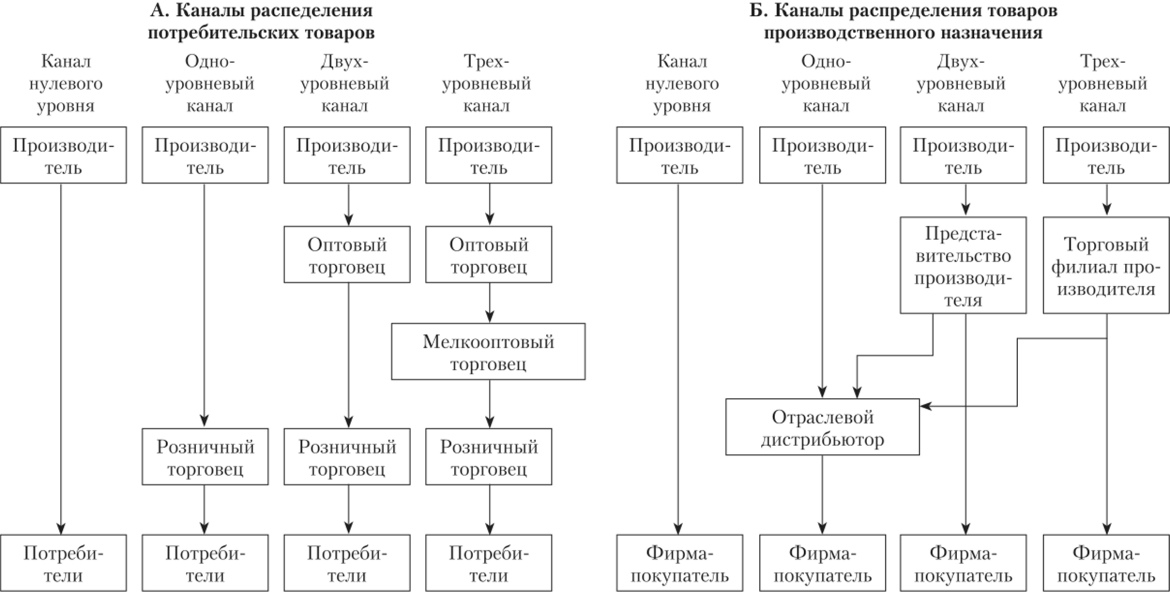 А. Каналы распеделения
потребительских товаров
Канал
нулевого
уровня
Одно-
уровневый
канал
Двух-
уровневый
канал
Трех-
уровневый
канал
Производи-
тель
Производи-
тель
Производи-
тель
Производи-
тель
Оптовый
торговец
Оптовый
торговец
Мелкооптовый
торговец
Розничный
торговец
Розничный
торговец
Розничный
торговец
Потреби-
тели
Потреби-
тели
Потреби-
тели
Потреби-
тели
Б. Каналы распределения товаров
производственного назначения
Канал
нулевого
уровня
Одно-
уровневый
канал
Двух-
уровневый
канал
Трех-
уровневый
канал
Производи-
тель
Производи-
тель
Производи-
тель
Производи-
тель
Предста-
вительство
производи-
теля
Торговый
филиал про-
изводителя
Отраслевой
дистрибьютор
Фирма-
покупатель
Фирма-
покупатель
Фирма-
покупатель
Фирма-
покупатель